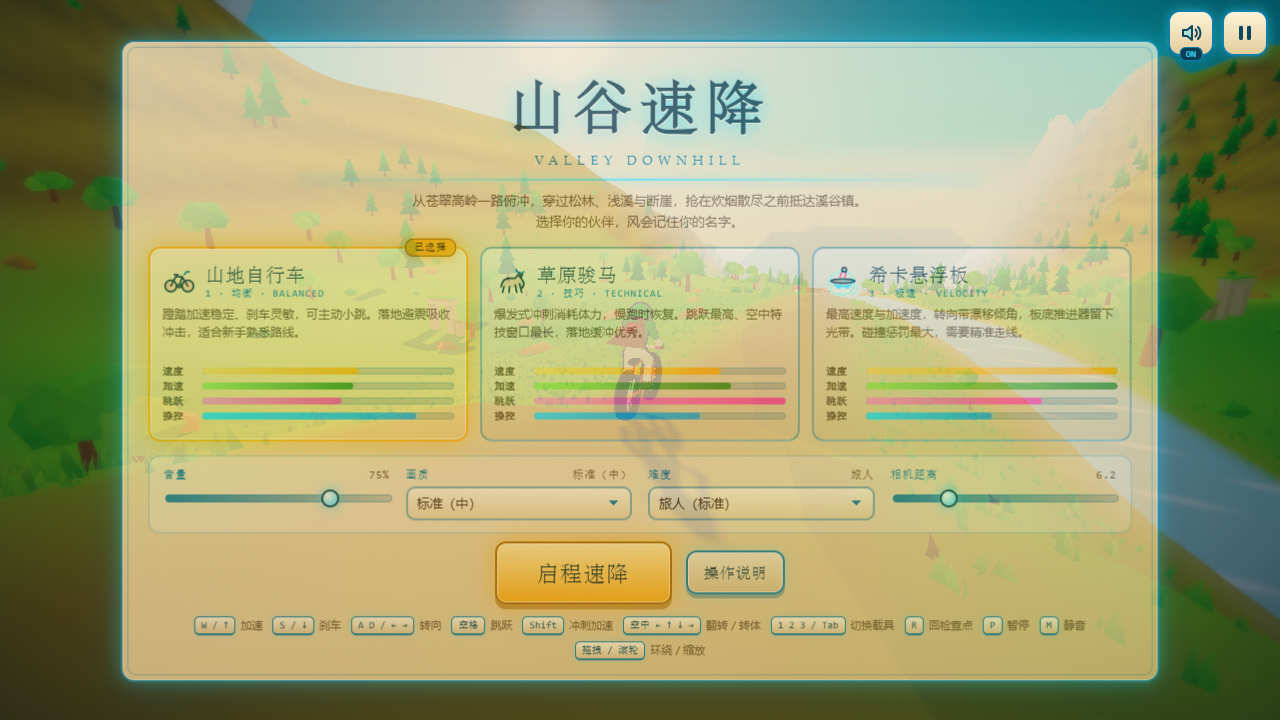 ON
山谷速降
VALLEY DOWNHILL
从苍翠高岭一路俯冲，穿过松林、浅溪与断崖，抢在炊烟散尽之前抵达溪谷镇。
选择你的伙伴，风会记住你的名字。
已选择
山地自行车
1 · 均衡 · BALANCED
蹬踏加速稳定、刹车灵敏，可主动小跳。落地避震吸收
冲击，适合新手熟悉路线。
速度
加速
跳跃
操控
草原骏马
2 · 技巧 · TECHNICAL
爆发式冲刺消耗体力，慢跑时恢复。跳跃最高、空中特
技窗口最长，落地缓冲优秀。
速度
加速
跳跃
操控
希卡悬浮板
3 · 极速 · VELOCITY
最高速度与加速度，转向带漂移倾角，板底推进器留下
光带。碰撞惩罚最大，需要精准走线。
速度
加速
跳跃
操控
音量 75%
画质 标准（中）
标准（中）
难度 旅人
旅人（标准）
相机距离 6.2
启程速降
操作说明
W / ↑ 加速 S / ↓ 刹车 A D / ← → 转向 空格 跳跃 Shift 冲刺加速 空中 ← ↑ ↓ → 翻转 / 转体 1 2 3 / Tab 切换载具 R 回检查点 P 暂停 M 静音
拖拽 / 滚轮 环绕 / 缩放